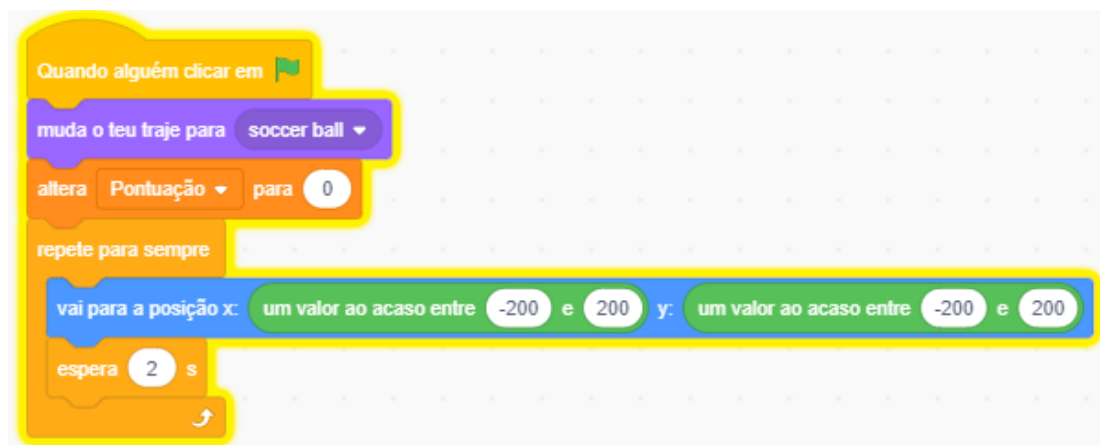 Quando alguém clicar em
muda o teu traje para soccer ball
altera Pontuação para 0
repete para sempre
vai para a posição x: um valor ao acaso entre -200 e 200 y: um valor ao acaso entre -200 e 200
espera 2 s